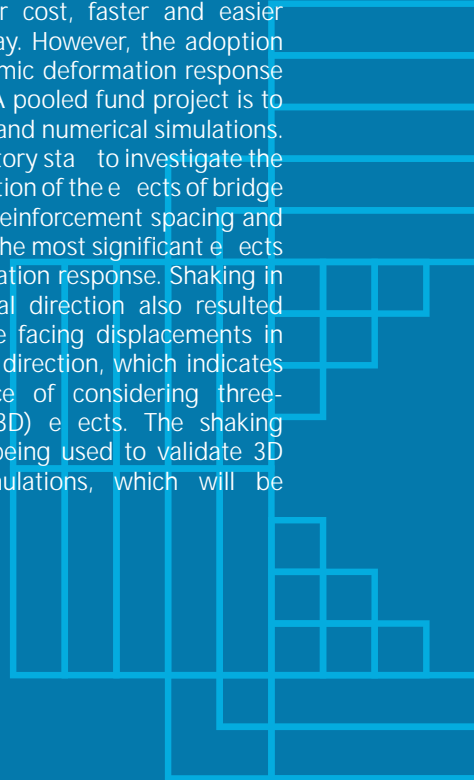 r cost, faster and easier
ay. However, the adoption
mic deformation response
A pooled fund project is to
and numerical simulations.
tory sta to investigate the
tion of the e ects of bridge
einforcement spacing and
he most significant e ects
ation response. Shaking in
al direction also resulted
e facing displacements in
direction, which indicates
ce of considering three-
3D) e ects. The shaking
being used to validate 3D
ulations, which will be